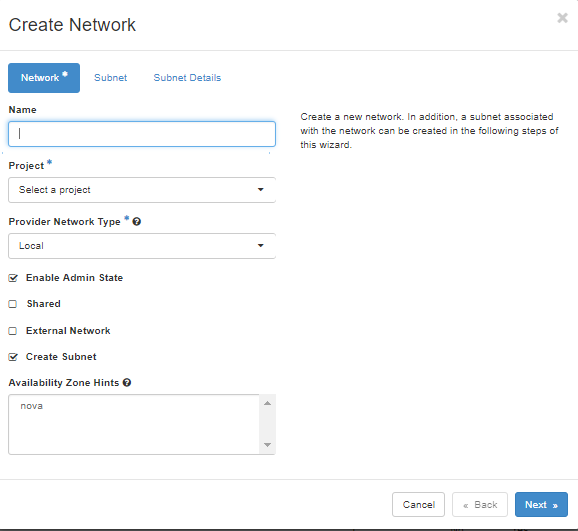 Create Network
×
Network *
Subnet
Subnet Details
Name
Create a new network. In addition, a subnet associated
with the network can be created in the following steps of
this wizard.
Project *
Select a project
Provider Network Type * ?
Local
Enable Admin State
Shared
External Network
Create Subnet
Availability Zone Hints ?
nova
Cancel
« Back
Next »